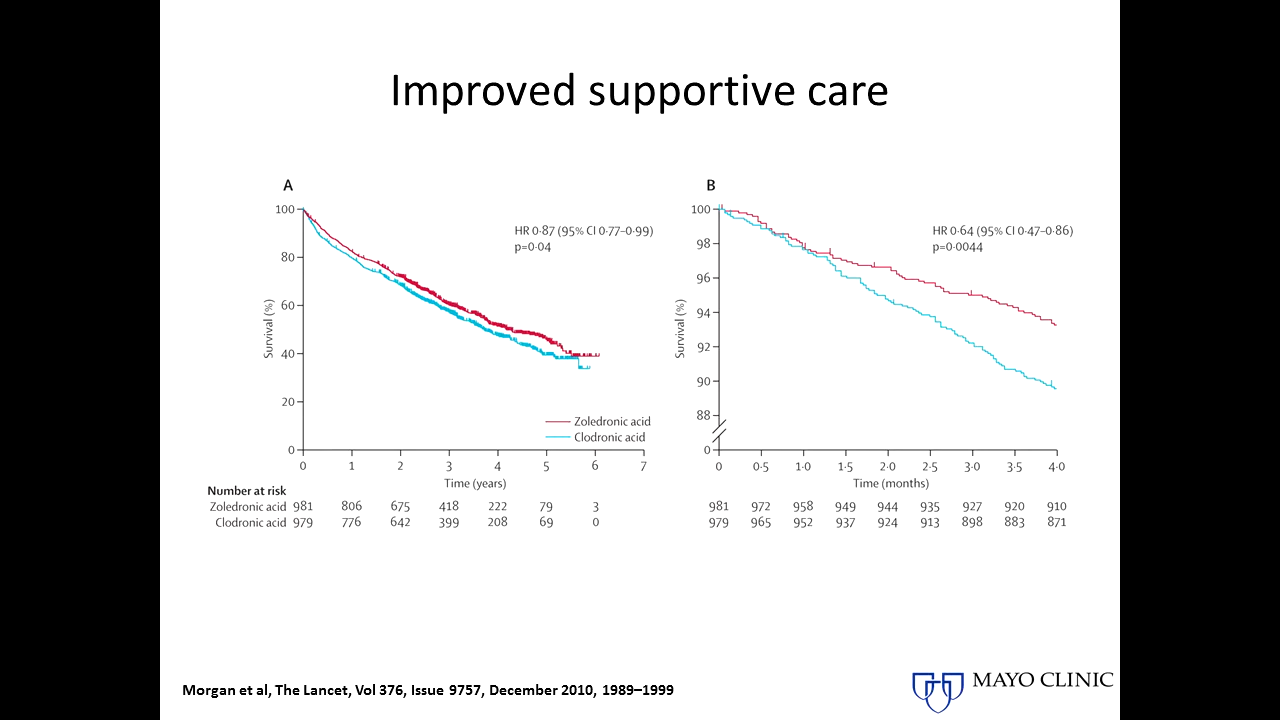 Improved supportive care
A
100
80
60
40
20
0
Survival (%)
HR 0·87 (95% CI 0·77–0·99)
p=0·04
Zoledronic acid
Clodronic acid
0 1 2 3 4 5 6 7
Time (years)
Number at risk
Zoledronic acid 981 806 675 418 222 79 3
Clodronic acid 979 776 642 399 208 69 0
B
100
98
96
94
92
90
88
0
Survival (%)
HR 0·64 (95% CI 0·47–0·86)
p=0·0044
0 0·5 1·0 1·5 2·0 2·5 3·0 3·5 4·0
Time (months)
981 972 958 949 944 935 927 920 910
979 965 952 937 924 913 898 883 871
Morgan et al, The Lancet, Vol 376, Issue 9757, December 2010, 1989–1999
MAYO CLINIC